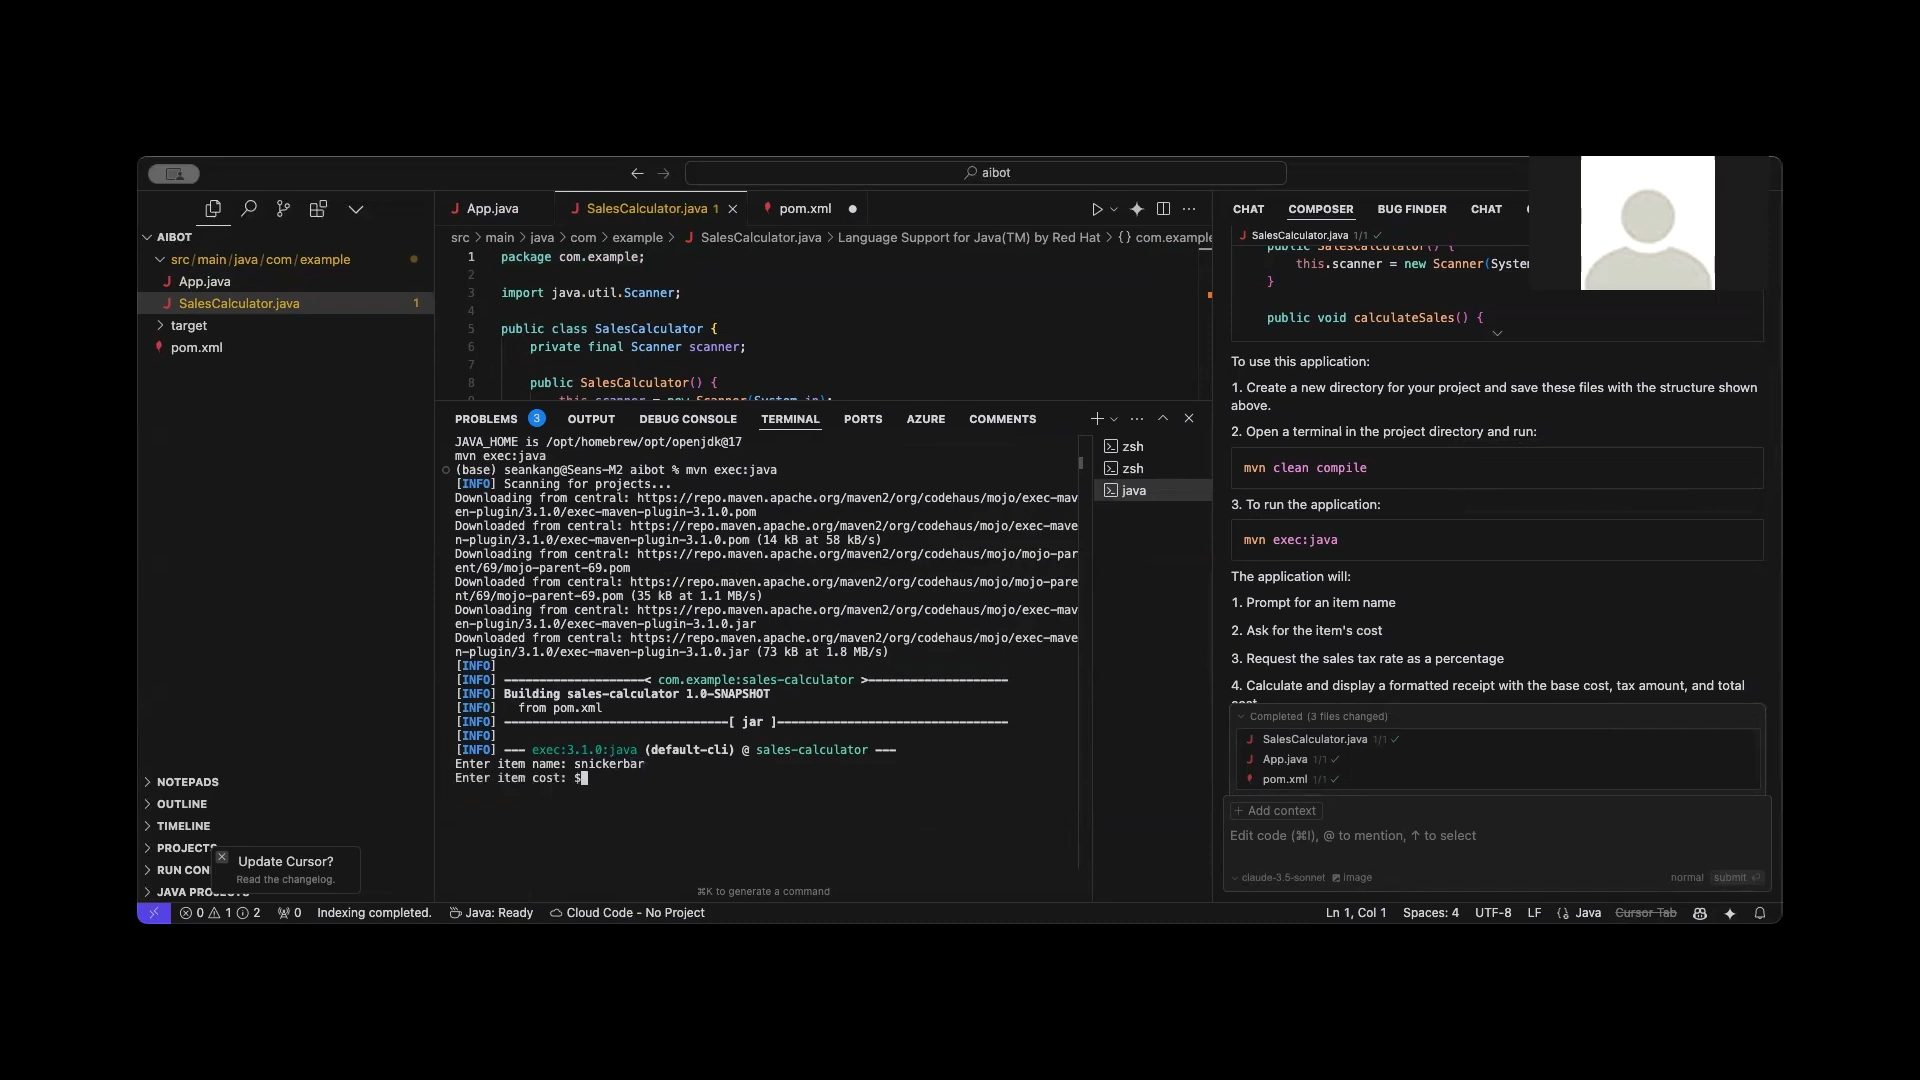 aibot
AIBOT
src/main/java/com/example
App.java
SalesCalculator.java 1
target
pom.xml
NOTEPADS
OUTLINE
TIMELINE
PROJECTS
RUN CON
JAVA PROJECTS
Update Cursor?
Read the changelog.
App.java
SalesCalculator.java 1
pom.xml
src > main > java > com > example > SalesCalculator.java > Language Support for Java(TM) by Red Hat > {} com.example
1 package com.example;
2
3 import java.util.Scanner;
4
5 public class SalesCalculator {
6 private final Scanner scanner;
7
8 public SalesCalculator() {
9 this.scanner = new Scanner(System.in);
PROBLEMS 3 OUTPUT DEBUG CONSOLE TERMINAL PORTS AZURE COMMENTS
JAVA_HOME is /opt/homebrew/opt/openjdk@17
mvn exec:java
(base) seankang@Seans-M2 aibot % mvn exec:java
[INFO] Scanning for projects...
Downloading from central: https://repo.maven.apache.org/maven2/org/codehaus/mojo/exec-mav
en-plugin/3.1.0/exec-maven-plugin-3.1.0.pom
Downloaded from central: https://repo.maven.apache.org/maven2/org/codehaus/mojo/exec-mave
n-plugin/3.1.0/exec-maven-plugin-3.1.0.pom (14 kB at 58 kB/s)
Downloading from central: https://repo.maven.apache.org/maven2/org/codehaus/mojo/mojo-par
ent/69/mojo-parent-69.pom
Downloaded from central: https://repo.maven.apache.org/maven2/org/codehaus/mojo/mojo-pare
nt/69/mojo-parent-69.pom (35 kB at 1.1 MB/s)
Downloading from central: https://repo.maven.apache.org/maven2/org/codehaus/mojo/exec-mav
en-plugin/3.1.0/exec-maven-plugin-3.1.0.jar
Downloaded from central: https://repo.maven.apache.org/maven2/org/codehaus/mojo/exec-mave
n-plugin/3.1.0/exec-maven-plugin-3.1.0.jar (73 kB at 1.8 MB/s)
[INFO]
[INFO] ---------------------< com.example:sales-calculator >---------------------
[INFO] Building sales-calculator 1.0-SNAPSHOT
[INFO] from pom.xml
[INFO] --------------------------------[ jar ]---------------------------------
[INFO]
[INFO] --- exec:3.1.0:java (default-cli) @ sales-calculator ---
Enter item name: snickerbar
Enter item cost: $
⌘K to generate a command
zsh
zsh
java
CHAT COMPOSER BUG FINDER CHAT
SalesCalculator.java 1/1 ✓
public SalesCalculator() {
this.scanner = new Scanner(System
}
public void calculateSales() {
To use this application:
1. Create a new directory for your project and save these files with the structure shown
above.
2. Open a terminal in the project directory and run:
mvn clean compile
3. To run the application:
mvn exec:java
The application will:
1. Prompt for an item name
2. Ask for the item's cost
3. Request the sales tax rate as a percentage
4. Calculate and display a formatted receipt with the base cost, tax amount, and total
cost
Completed (3 files changed)
SalesCalculator.java 1/1 ✓
App.java 1/1 ✓
pom.xml 1/1 ✓
+ Add context
Edit code (⌘I), @ to mention, ↑ to select
claude-3.5-sonnet image normal submit
0 1 2 0 Indexing completed. Java: Ready Cloud Code - No Project Ln 1, Col 1 Spaces: 4 UTF-8 LF {} Java Cursor Tab